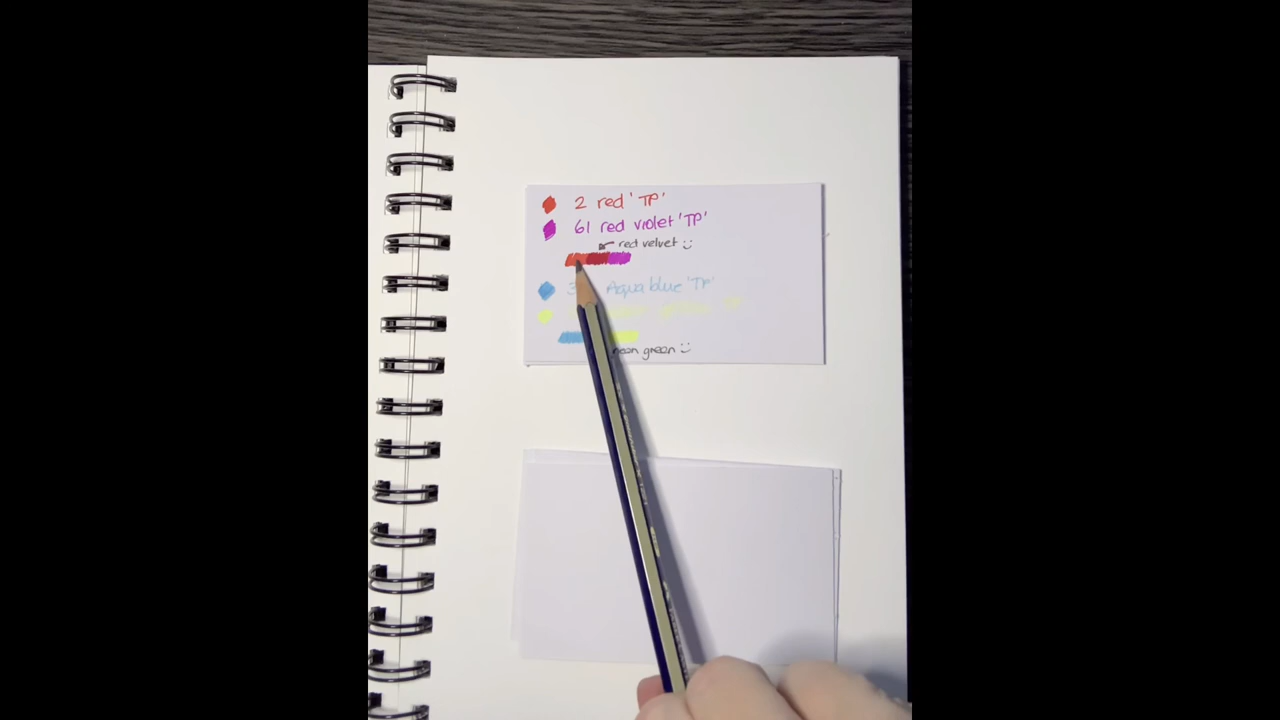 2 red 'TP'
61 red violet 'TP'
red velvet :)
Aqua blue 'TP'
neon green :)